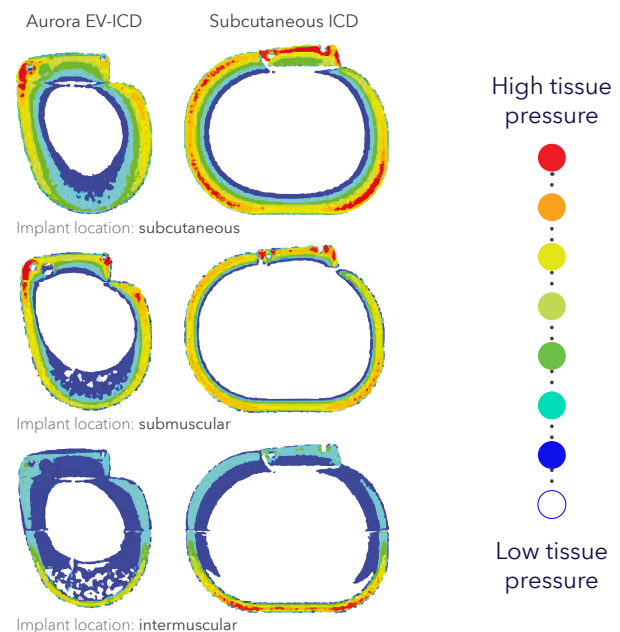 Aurora EV-ICD
Subcutaneous ICD
High tissue
pressure
Implant location: subcutaneous
Implant location: submuscular
Low tissue
pressure
Implant location: intermuscular